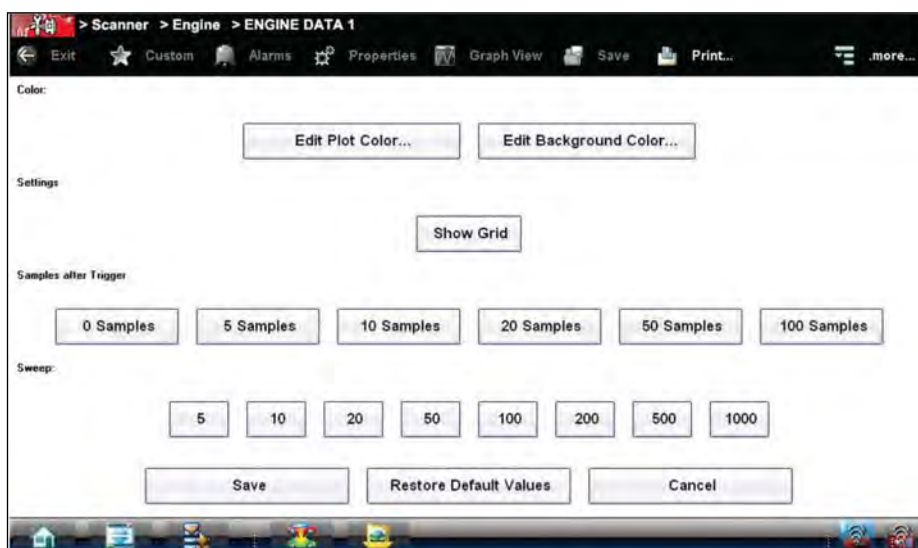 > Scanner > Engine > ENGINE DATA 1
Exit Custom Alarms Properties Graph View Save Print... .more...
Color:
Edit Plot Color... Edit Background Color...
Settings
Show Grid
Samples after Trigger
0 Samples 5 Samples 10 Samples 20 Samples 50 Samples 100 Samples
Sweep:
5 10 20 50 100 200 500 1000
Save Restore Default Values Cancel